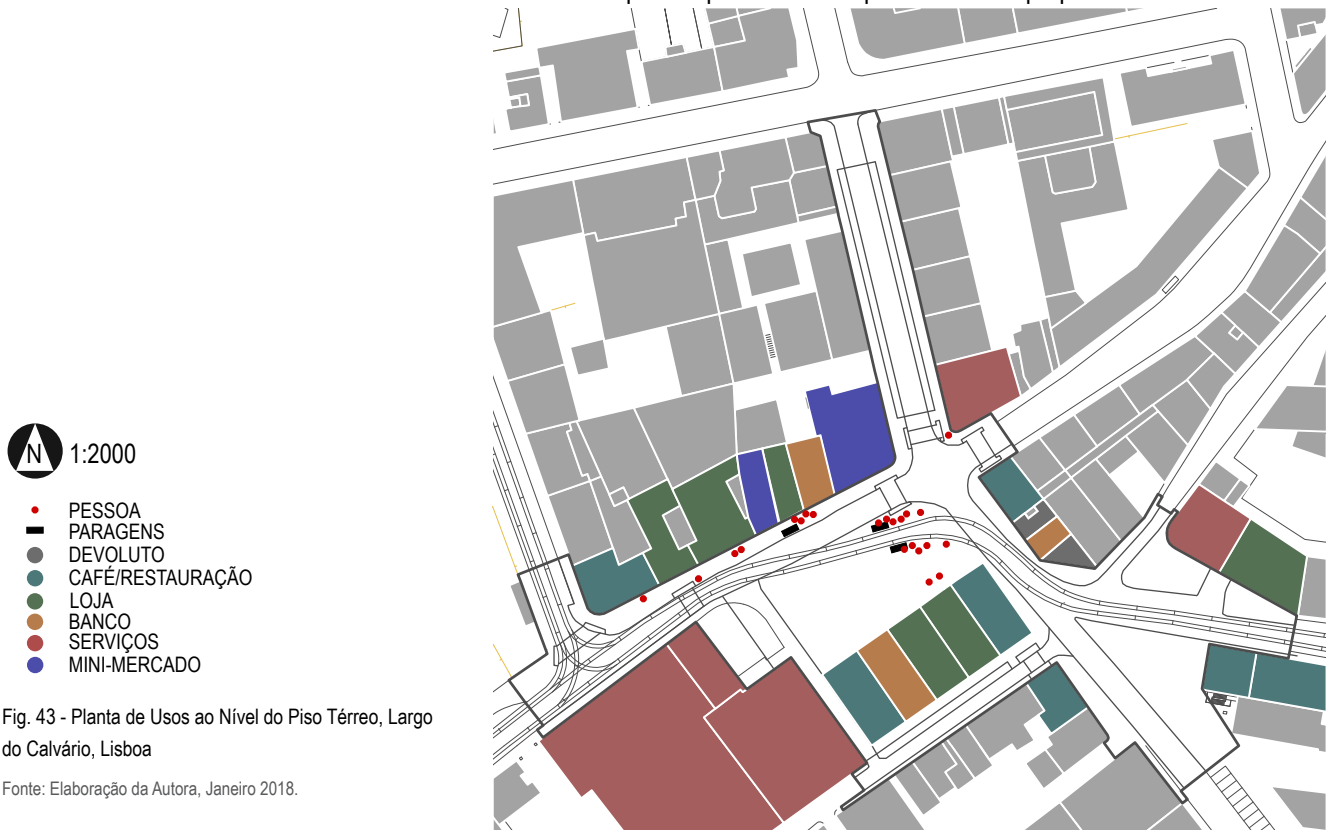 N 1:2000
PESSOA
PARAGENS
DEVOLUTO
CAFÉ/RESTAURAÇÃO
LOJA
BANCO
SERVIÇOS
MINI-MERCADO
Fig. 43 - Planta de Usos ao Nível do Piso Térreo, Largo
do Calvário, Lisboa
Fonte: Elaboração da Autora, Janeiro 2018.